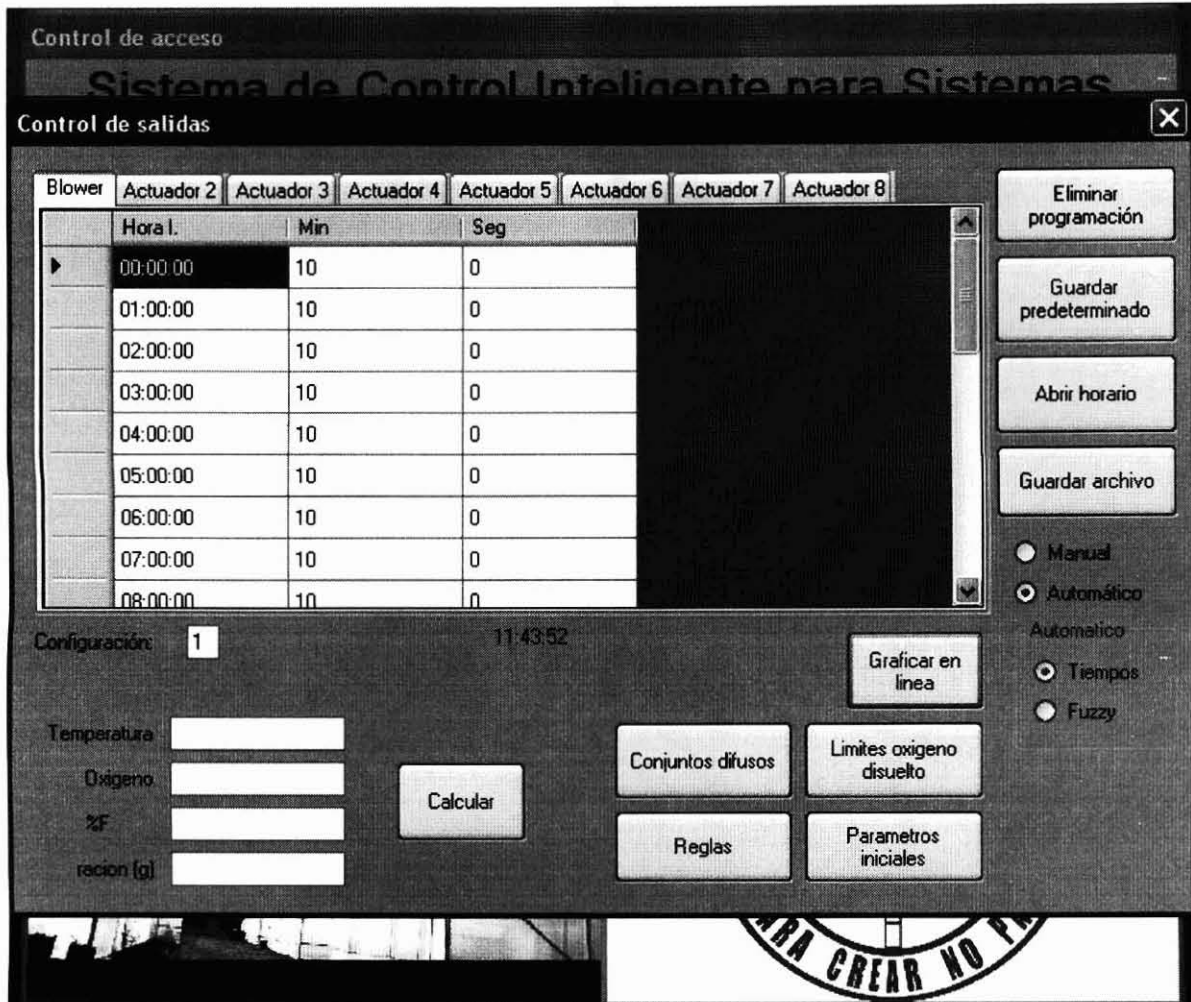 Control de acceso
Sistema de Control Inteligente para Sistemas
Control de salidas
Blower Actuador 2 Actuador 3 Actuador 4 Actuador 5 Actuador 6 Actuador 7 Actuador 8
Hora I. Min Seg
00:00:00 10 0
01:00:00 10 0
02:00:00 10 0
03:00:00 10 0
04:00:00 10 0
05:00:00 10 0
06:00:00 10 0
07:00:00 10 0
08:00:00 10 0
Eliminar
programación
Guardar
predeterminado
Abrir horario
Guardar archivo
Manual
Automático
Automatico
Tiempos
Fuzzy
Configuración: 1
11:43:52
Graficar en
linea
Temperatura
Oxigeno
%F
racion (g)
Calcular
Conjuntos difusos
Limites oxigeno
disuelto
Reglas
Parametros
iniciales
CREAR NO